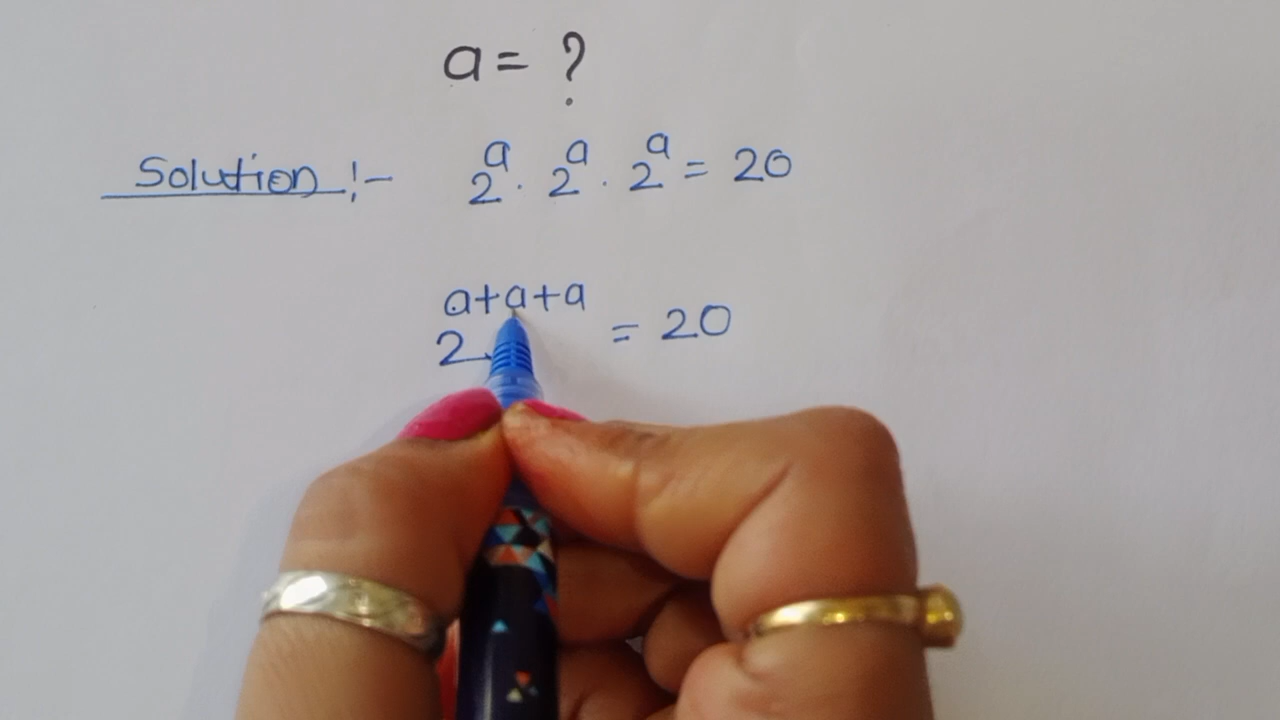 a = ?
Solution !- 2^a . 2^a . 2^a = 20
2^a+a+a = 20